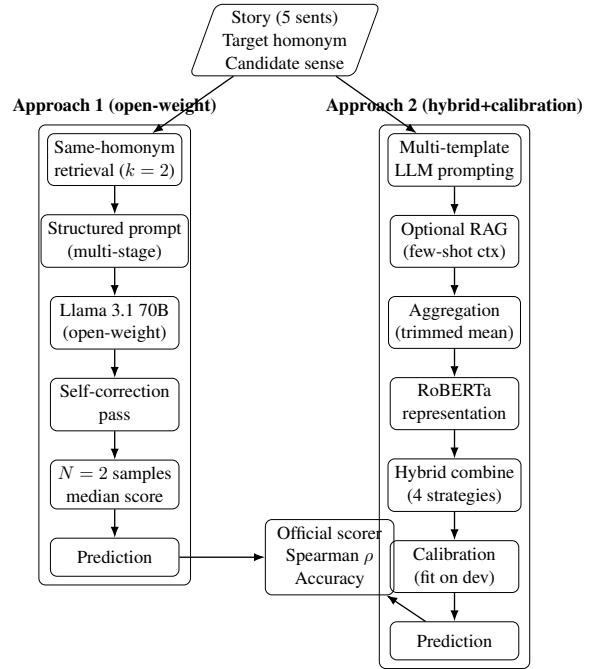 Story (5 sents)
Target homonym
Candidate sense
Approach 1 (open-weight)
Same-homonym
retrieval (k = 2)
Structured prompt
(multi-stage)
Llama 3.1 70B
(open-weight)
Self-correction
pass
N = 2 samples
median score
Prediction
Approach 2 (hybrid+calibration)
Multi-template
LLM prompting
Optional RAG
(few-shot ctx)
Aggregation
(trimmed mean)
RoBERTa
representation
Hybrid combine
(4 strategies)
Calibration
(fit on dev)
Prediction
Official scorer
Spearman ρ
Accuracy